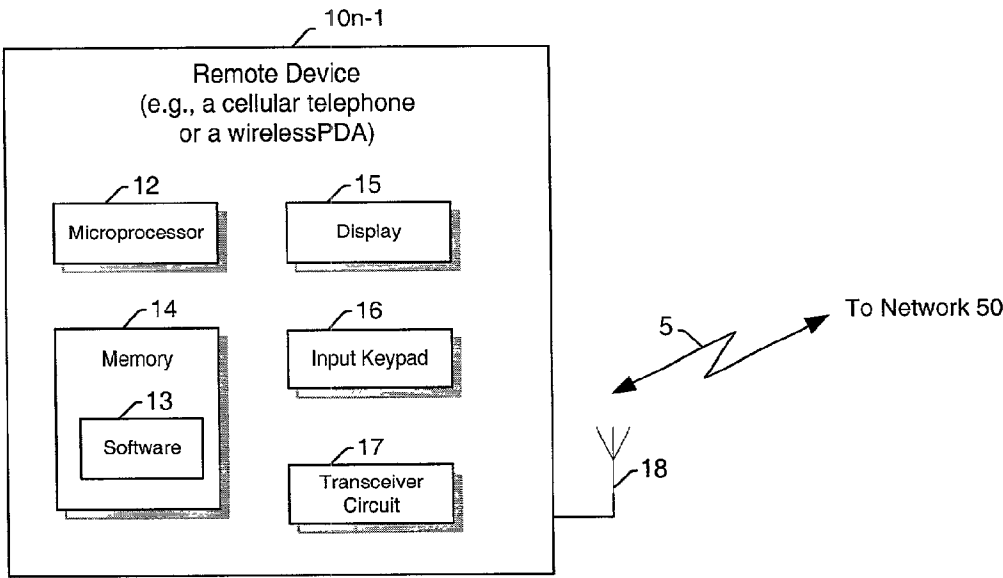 10n-1
Remote Device
(e.g., a cellular telephone
or a wirelessPDA)
12
Microprocessor
15
Display
14
Memory
13
Software
16
Input Keypad
17
Transceiver
Circuit
5
To Network 50
18